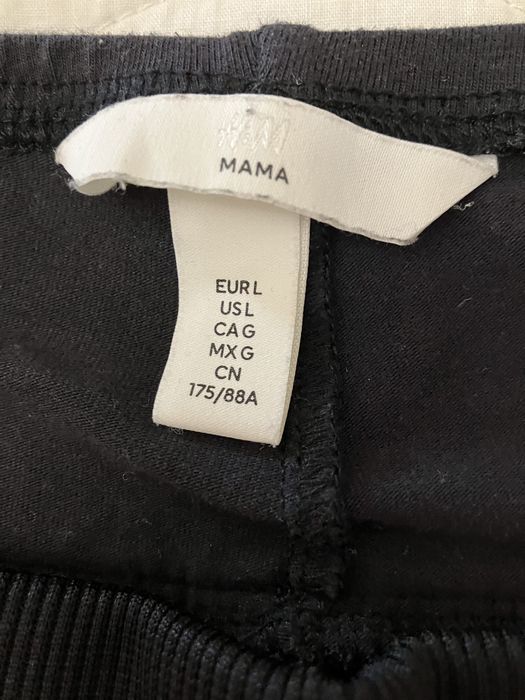 H&M
MAMA
EUR L
US L
CA G
MX G
CN
175/88A